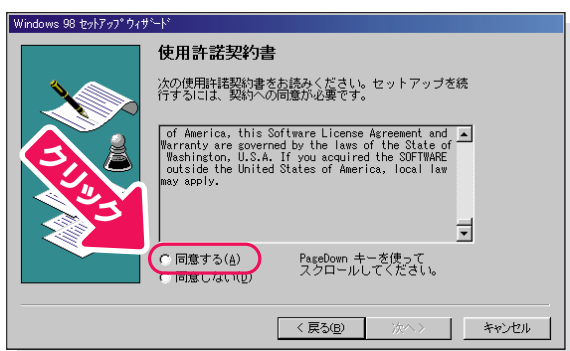 Windows 98 ｾｯﾄｱｯﾌﾟ ｳｨｻﾞｰﾄﾞ
使用許諾契約書
次の使用許諾契約書をお読みください。セットアップを続
行するには、契約への同意が必要です。
of America, this Software License Agreement and
Warranty are governed by the laws of the State of
Washington, U.S.A. If you acquired the SOFTWARE
outside the United States of America, local law
may apply.
クリック
同意する(A)
同意しない(D)
PageDown キーを使って
スクロールしてください。
< 戻る(B)
次へ >
キャンセル